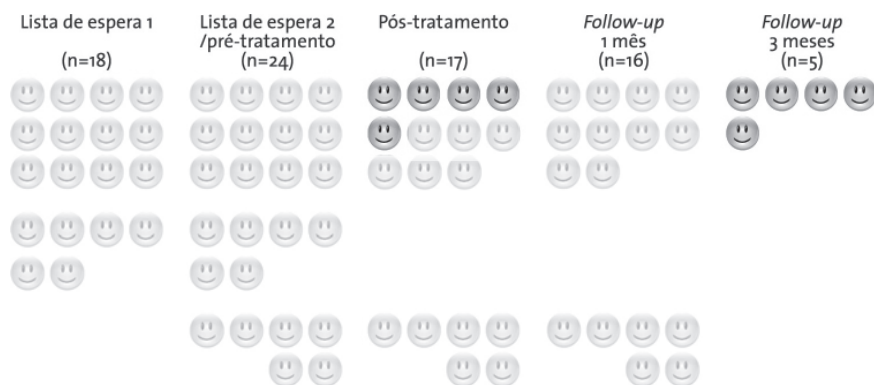 Lista de espera 1
(n=18)
Lista de espera 2
/pré-tratamento
(n=24)
Pós-tratamento
(n=17)
Follow-up
1 mês
(n=16)
Follow-up
3 meses
(n=5)